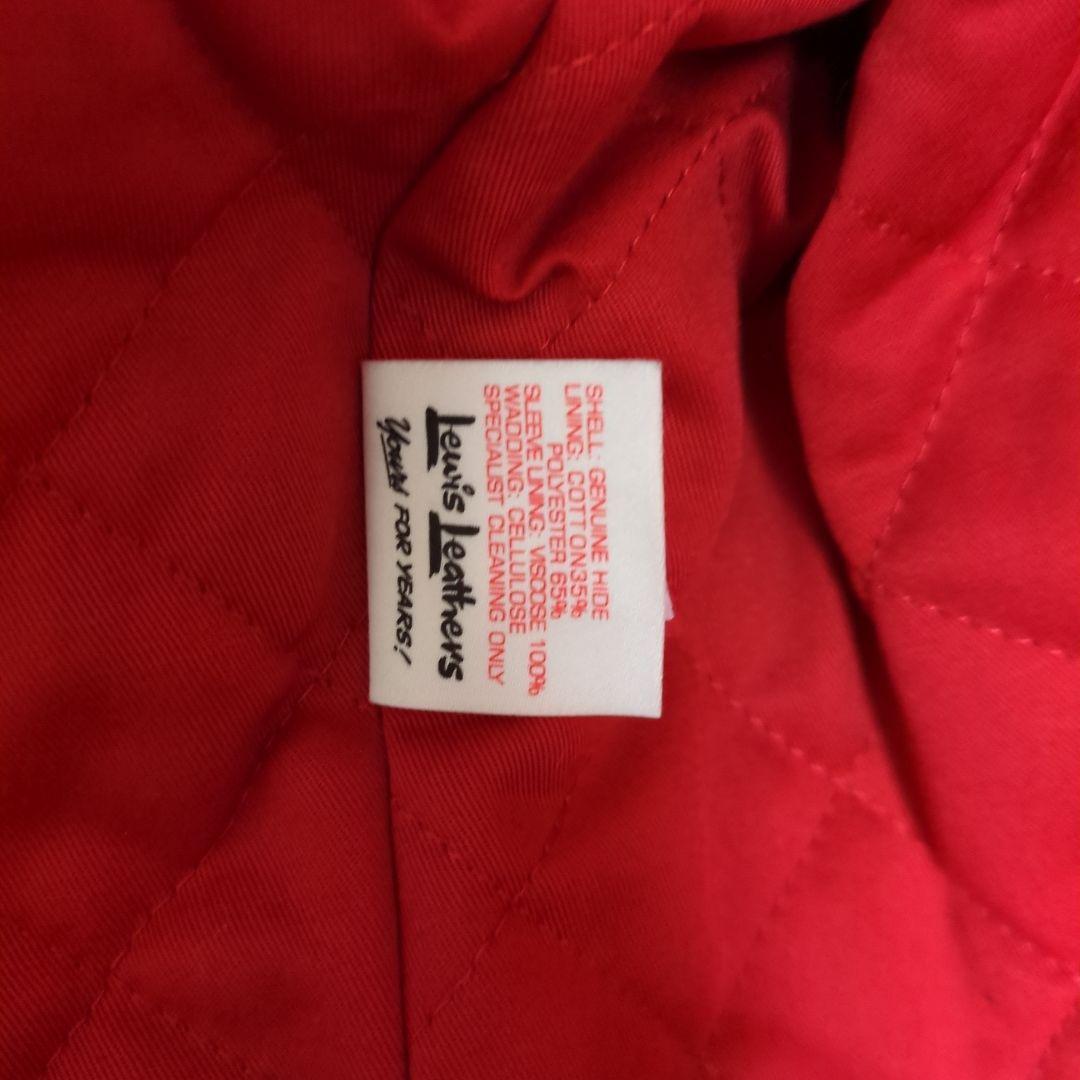 Lewis Leathers
YOURS FOR YEARS!
SHELL: GENUINE HIDE
LINING: COTTON35%
POLYESTER 65%
SLEEVE LINING: VISCOSE 100%
WADDING: CELLULOSE
SPECIALIST CLEANING ONLY